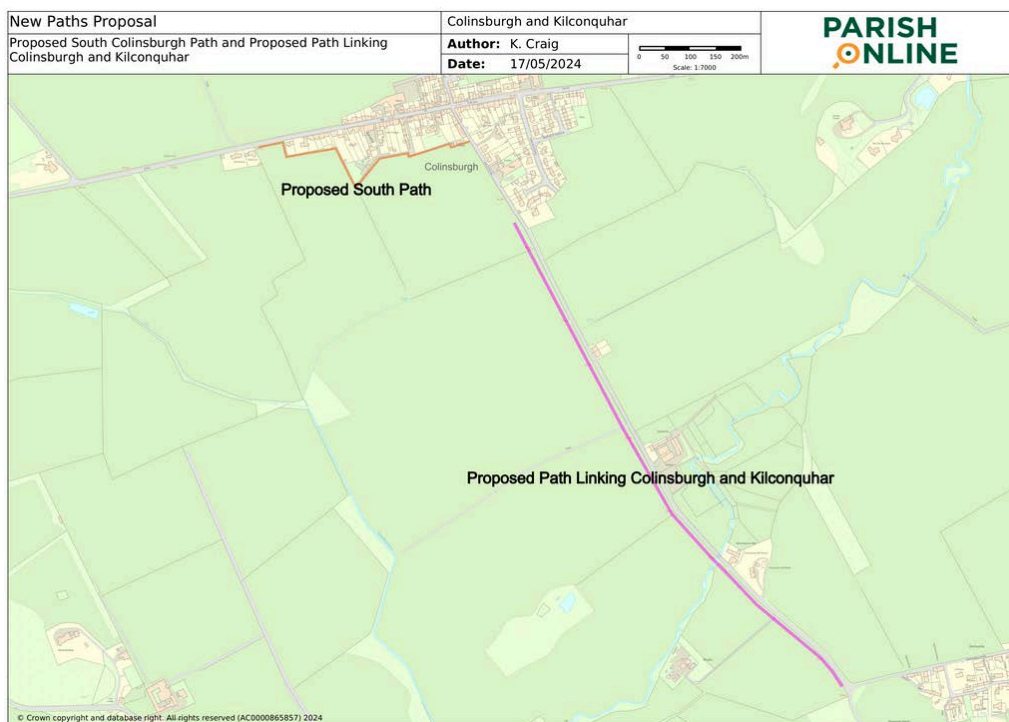 New Paths Proposal
Proposed South Colinsburgh Path and Proposed Path Linking
Colinsburgh and Kilconquhar
Colinsburgh and Kilconquhar
Author: K. Craig
Date: 17/05/2024
0 50 100 150 200m
Scale: 1:7000
PARISH
ONLINE
Colinsburgh
Proposed South Path
Proposed Path Linking Colinsburgh and Kilconquhar
© Crown copyright and database right. All rights reserved (AC0000865857) 2024